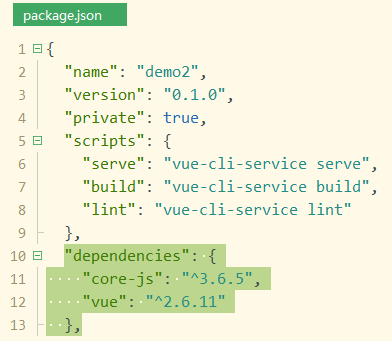 package.json
1 {
2 "name": "demo2",
3 "version": "0.1.0",
4 "private": true,
5 "scripts": {
6 "serve": "vue-cli-service serve",
7 "build": "vue-cli-service build",
8 "lint": "vue-cli-service lint"
9 },
10 "dependencies": {
11 "core-js": "^3.6.5",
12 "vue": "^2.6.11"
13 },